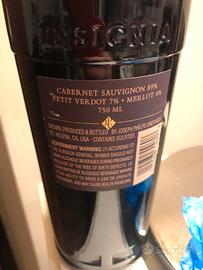 INSIGNIA
CABERNET SAUVIGNON 89%
PETIT VERDOT 7% • MERLOT 4%
750 ML
GROWN, PRODUCED & BOTTLED BY JOSEPH PHELPS VINEYARDS
ST. HELENA, CA, USA - CONTAINS SULFITES
GOVERNMENT WARNING: (1) ACCORDING TO
THE SURGEON GENERAL, WOMEN SHOULD NOT
DRINK ALCOHOLIC BEVERAGES DURING PREGNANCY
BECAUSE OF THE RISK OF BIRTH DEFECTS. (2)
OF ALCOHOLIC BEVERAGES IMPAIRS
ABILITY TO DRIVE A CAR OR OPERATE
AND MAY CAUSE HEALTH PROBLEMS.
Subito